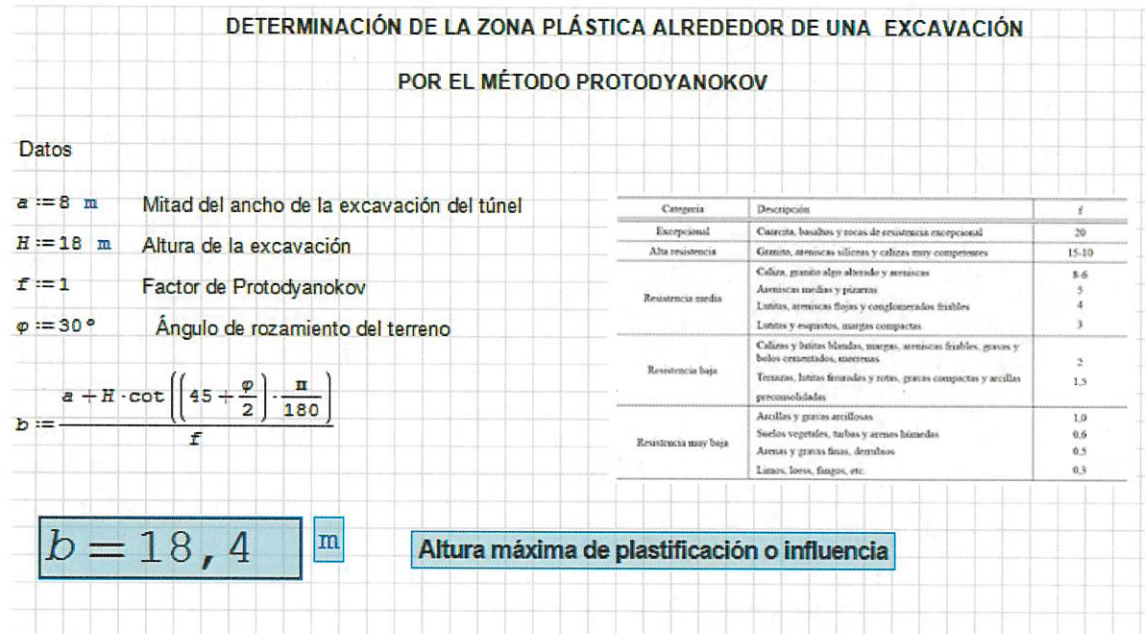 DETERMINACIÓN DE LA ZONA PLÁSTICA ALREDEDOR DE UNA EXCAVACIÓN
POR EL MÉTODO PROTODYANOKOV
Datos
a := 8 m Mitad del ancho de la excavación del túnel
H := 18 m Altura de la excavación
f := 1 Factor de Protodyanokov
φ := 30 ° Ángulo de rozamiento del terreno
b := (a + H · cot((45 + φ/2) · π/180))/f
Categoría Descripción f
Excepcional Cuarcita, basaltos y rocas de resistencia excepcional 20
Alta resistencia Granito, areniscas silíceas y calizas muy competentes 15-10
Caliza, granito algo alterado y areniscas 8-6
Areniscas medias y pizarras 5
Resistencia media Lutitas, areniscas flojas y conglomerados friables 4
Lutitas y esquistos, margas compactas 3
Calizas y lutitas blandas, margas, areniscas friables, gravas y
bolos cementados, morrenas 2
Resistencia baja
Terrazas, lutitas fisuradas y rotas, gravas compactas y arcillas 1,5
preconsolidadas
Arcillas y gravas arcillosas 1,0
Suelos vegetales, turbas y arenas húmedas 0,6
Resistencia muy baja Arenas y gravas finas, derrubios 0,5
Limos, loess, fangos, etc. 0,3
b = 18,4 m Altura máxima de plastificación o influencia